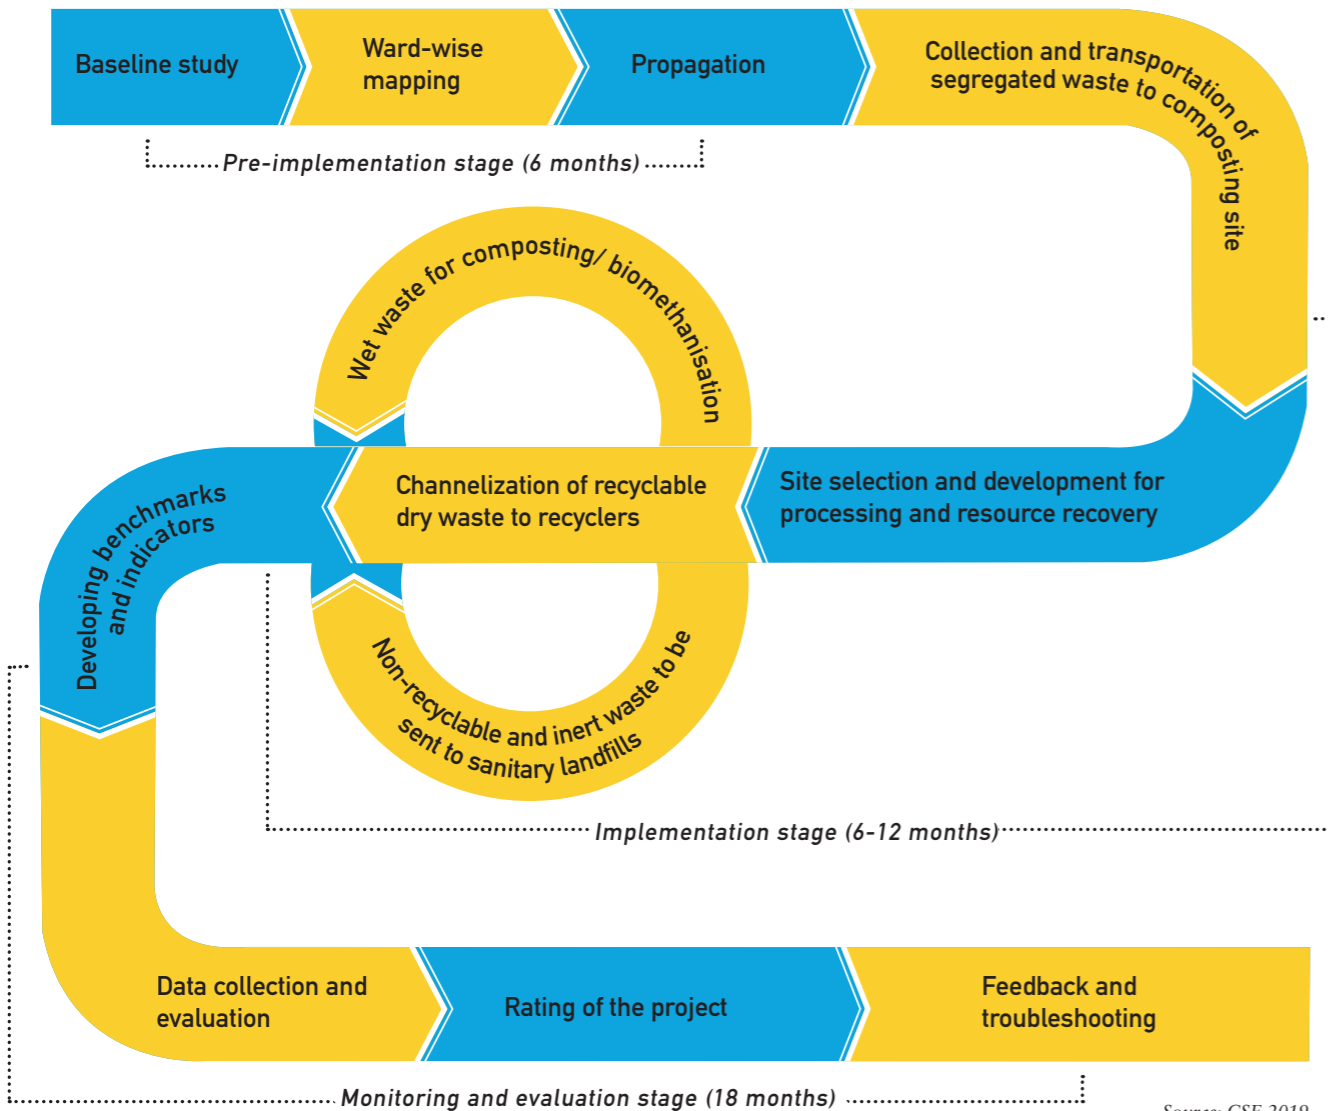 Baseline study
Ward-wise
mapping
Propagation
Collection and transportation of
segregated waste to composting site
Pre-implementation stage (6 months)
Wet waste for composting/ biomethanisation
Site selection and development for
processing and resource recovery
Channelization of recyclable
dry waste to recyclers
Non-recyclable and inert waste to be
sent to sanitary landfills
Developing benchmarks
and indicators
Implementation stage (6-12 months)
Data collection and
evaluation
Rating of the project
Feedback and
troubleshooting
Monitoring and evaluation stage (18 months)
Source: CSE 2019